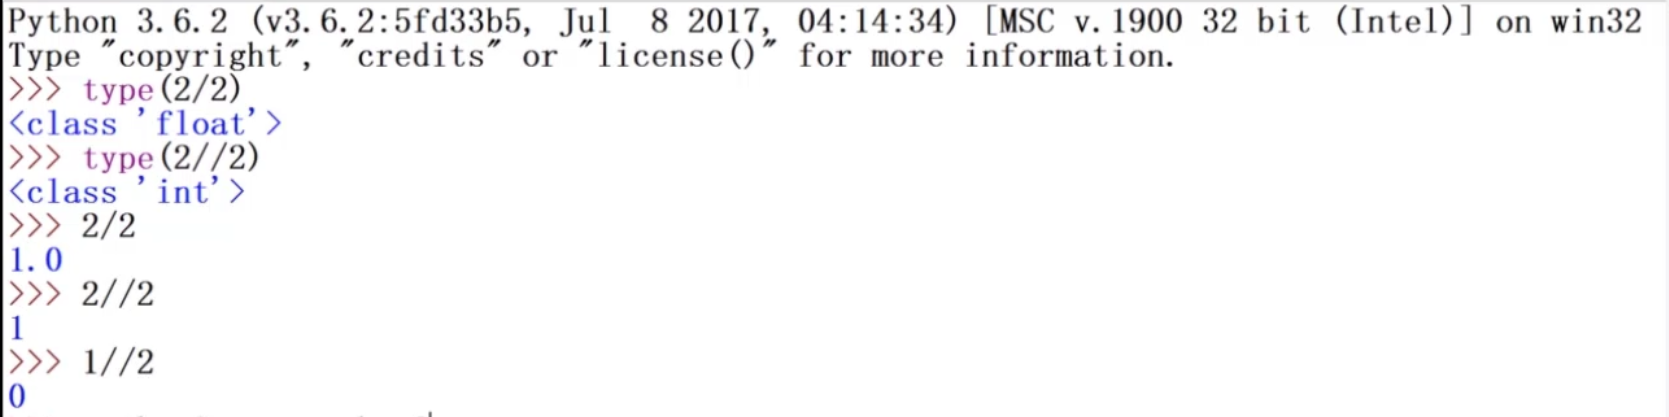 Python 3.6.2 (v3.6.2:5fd33b5, Jul  8 2017, 04:14:34) [MSC v.1900 32 bit (Intel)] on win32
Type "copyright", "credits" or "license()" for more information.
>>> type(2/2)
<class 'float'>
>>> type(2//2)
<class 'int'>
>>> 2/2
1.0
>>> 2//2
1
>>> 1//2
0